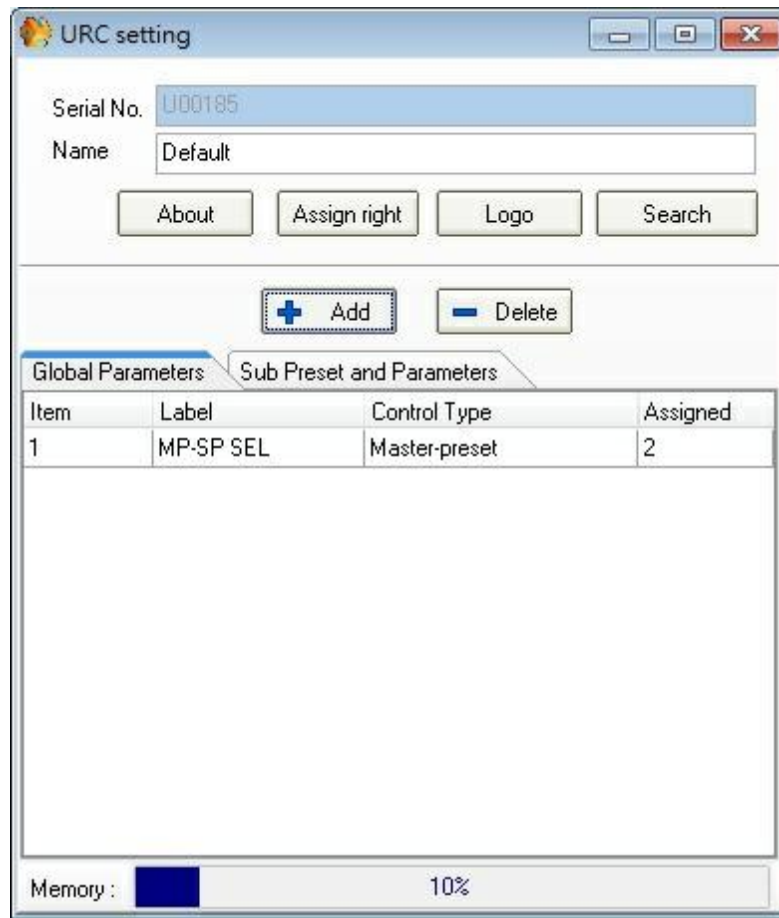 URC setting
Serial No. U00185
Name Default
About Assign right Logo Search
Add Delete
Global Parameters Sub Preset and Parameters
Item Label Control Type Assigned
1 MP-SP SEL Master-preset 2
Memory : 10%